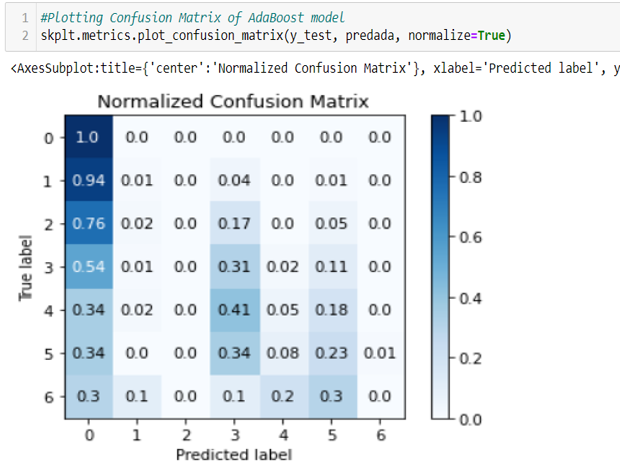 1 #Plotting Confusion Matrix of AdaBoost model
2 skplt.metrics.plot_confusion_matrix(y_test, predada, normalize=True)
<AxesSubplot:title={'center':'Normalized Confusion Matrix'}, xlabel='Predicted label', y
Normalized Confusion Matrix
0 1.0 0.0 0.0 0.0 0.0 0.0 0.0
1 0.94 0.01 0.0 0.04 0.0 0.01 0.0
2 0.76 0.02 0.0 0.17 0.0 0.05 0.0
3 0.54 0.01 0.0 0.31 0.02 0.11 0.0
4 0.34 0.02 0.0 0.41 0.05 0.18 0.0
5 0.34 0.0 0.0 0.34 0.08 0.23 0.01
6 0.3 0.1 0.0 0.1 0.2 0.3 0.0
0 1 2 3 4 5 6
True label
Predicted label
1.0
0.8
0.6
0.4
0.2
0.0